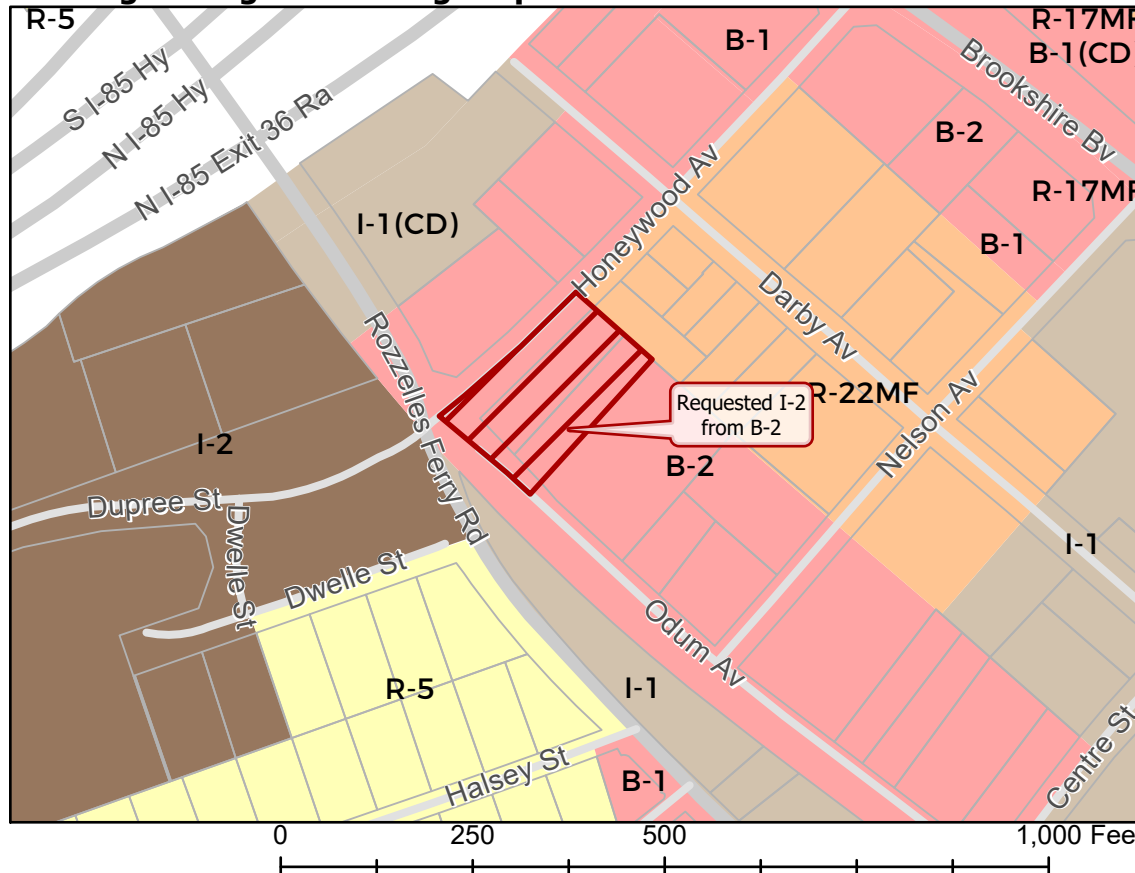 R-5
S I-85 Hy
N I-85 Hy
N I-85 Exit 36 Ra
B-1
R-17MF
B-1(CD
Brookshire Bv
B-2
R-17MF
B-1
I-1(CD)
Honeywood Av
Darby Av
Rozzelles Ferry Rd
Requested I-2
from B-2
R-22MF
Nelson Av
I-2
B-2
Dupree St
Dwelle St
Dwelle St
I-1
Odum Av
R-5
I-1
Halsey St
B-1
Centre St
0 250 500 1,000 Fee